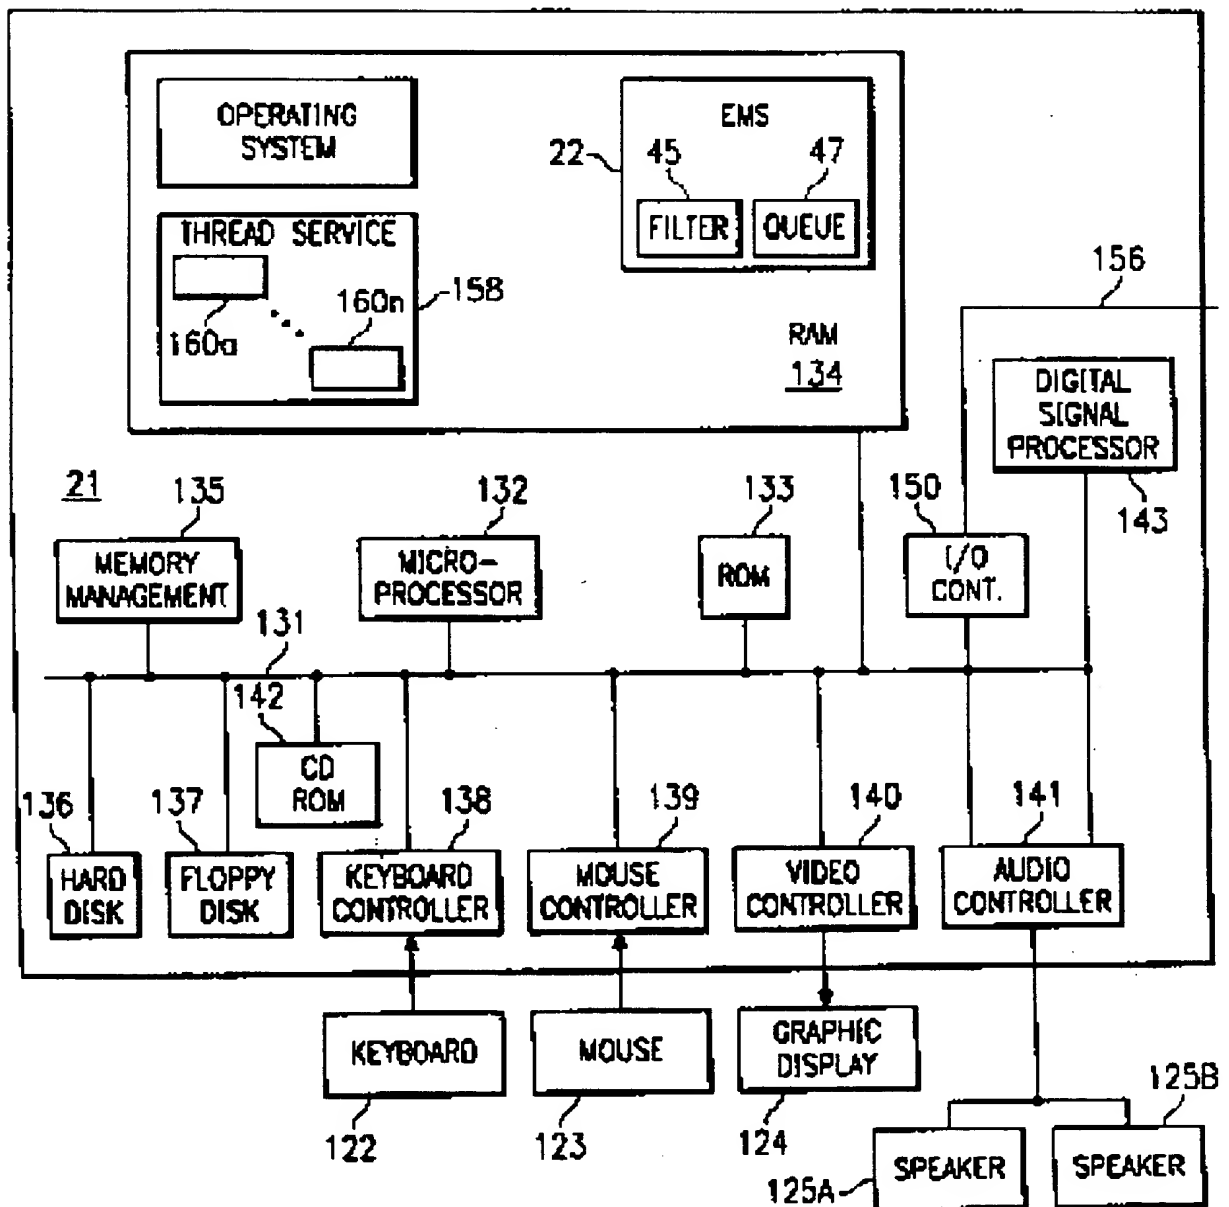 OPERATING
SYSTEM
EMS
22
45
47
FILTER
QUEUE
THREAD SERVICE
158
160a
160n
RAM
134
156
DIGITAL
SIGNAL
PROCESSOR
143
21
135
132
133
150
MEMORY
MANAGEMENT
MICRO-
PROCESSOR
ROM
I/O
CONT.
131
142
CD
ROM
136
137
138
139
140
141
HARD
DISK
FLOPPY
DISK
KEYBOARD
CONTROLLER
MOUSE
CONTROLLER
VIDEO
CONTROLLER
AUDIO
CONTROLLER
KEYBOARD
MOUSE
GRAPHIC
DISPLAY
122
123
124
125B
SPEAKER
SPEAKER
125A